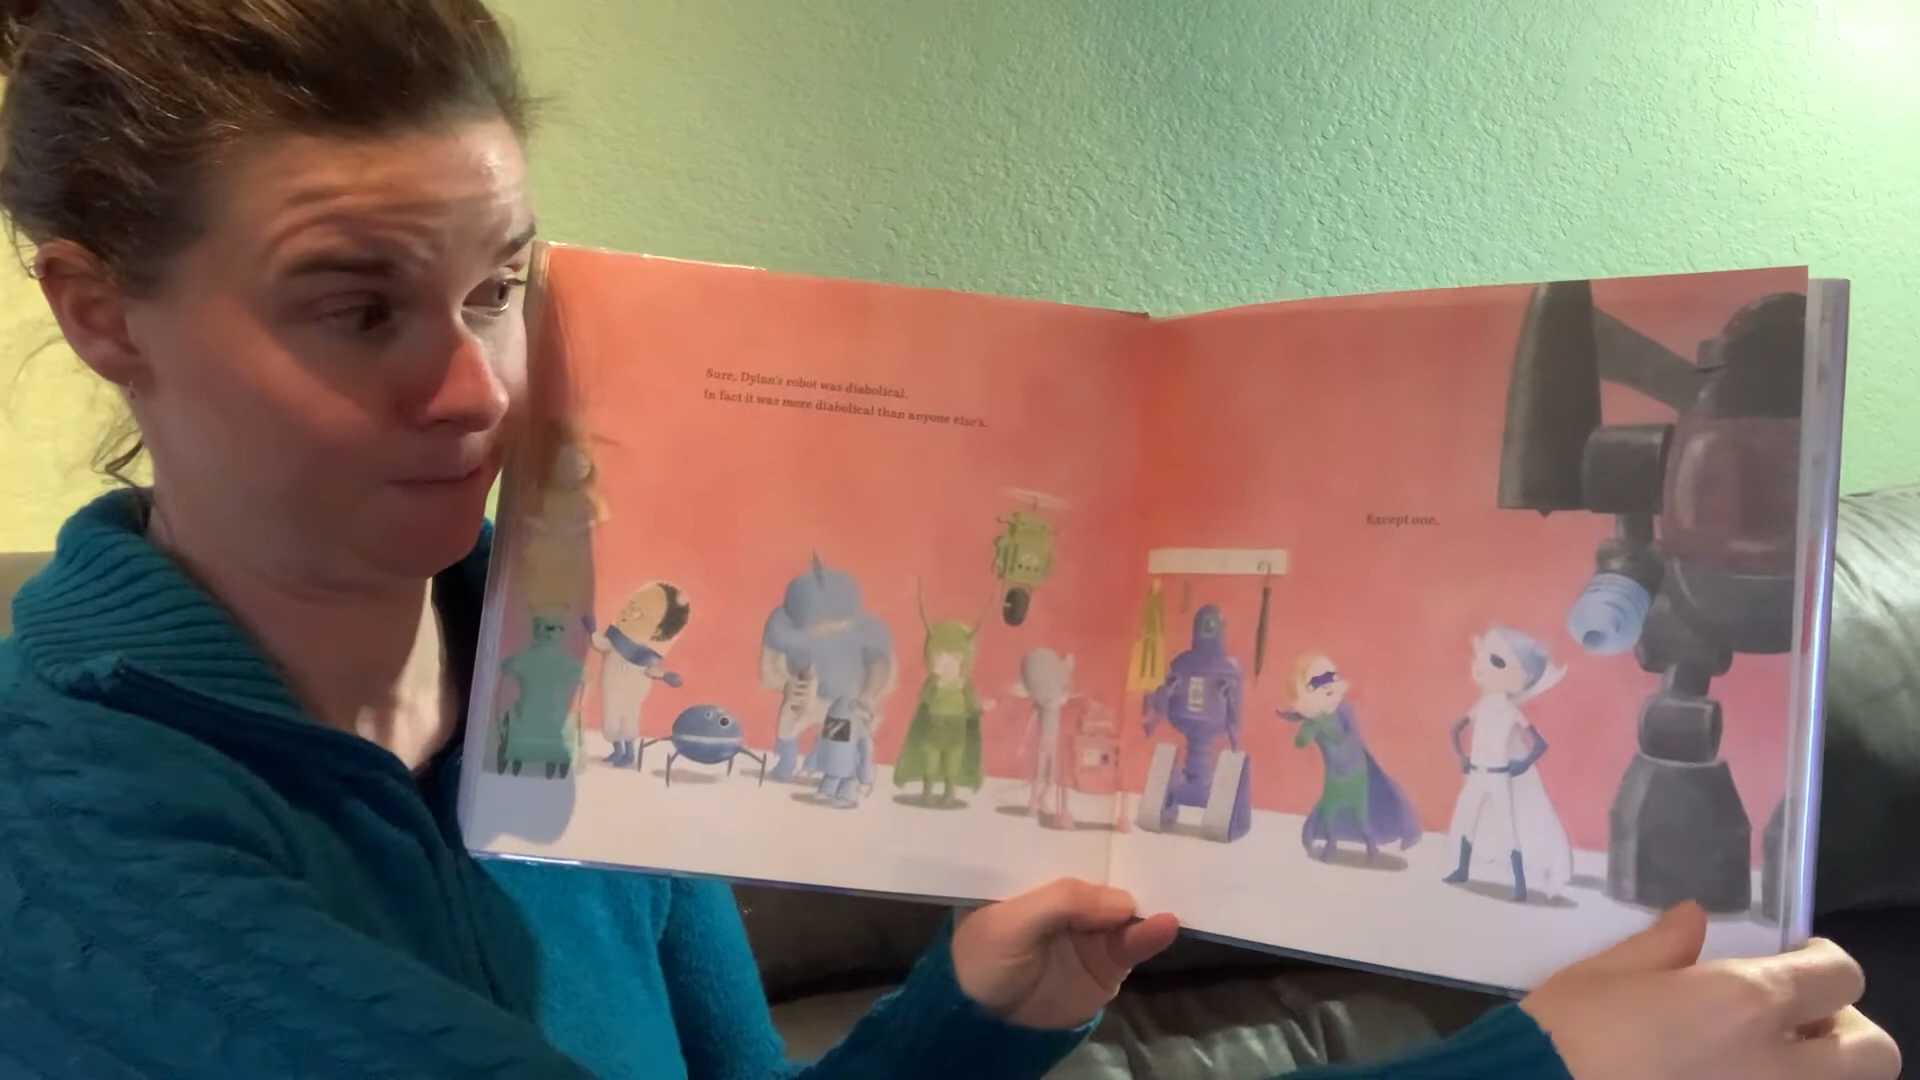 Sure, Dylan's robot was diabolical.
In fact it was more diabolical than anyone else's.
Except one.